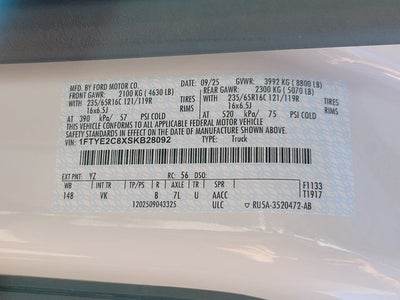 MFD. BY FORD MOTOR CO. 09/25 GVWR: 3992 KG ( 8800 LB)
FRONT GAWR: 2100 KG ( 4630 LB) REAR GAWR: 2300 KG ( 5070 LB)
WITH 235/65R16C 121/119R TIRES WITH 235/65R16C 121/119R TIRES
16x6.5J RIMS 16x6.5J RIMS
AT 390 kPa/ 57 PSI AT 520 kPa/ 75 PSI
THIS VEHICLE CONFORMS TO ALL APPLICABLE FEDERAL MOTOR VEHICLE
SAFETY STANDARDS IN EFFECT ON THE DATE OF MANUFACTURE SHOWN ABOVE.
VIN: 1FTYE2C8XSKB28092 TYPE: Truck
EXT PNT: YZ RC: 56 DSO:
WB INT TR TP/PS R AXLE TR SPR F1133
148 VK B 7L U AACC T1917
1202509043325 ULC RU5A-3520472-AB